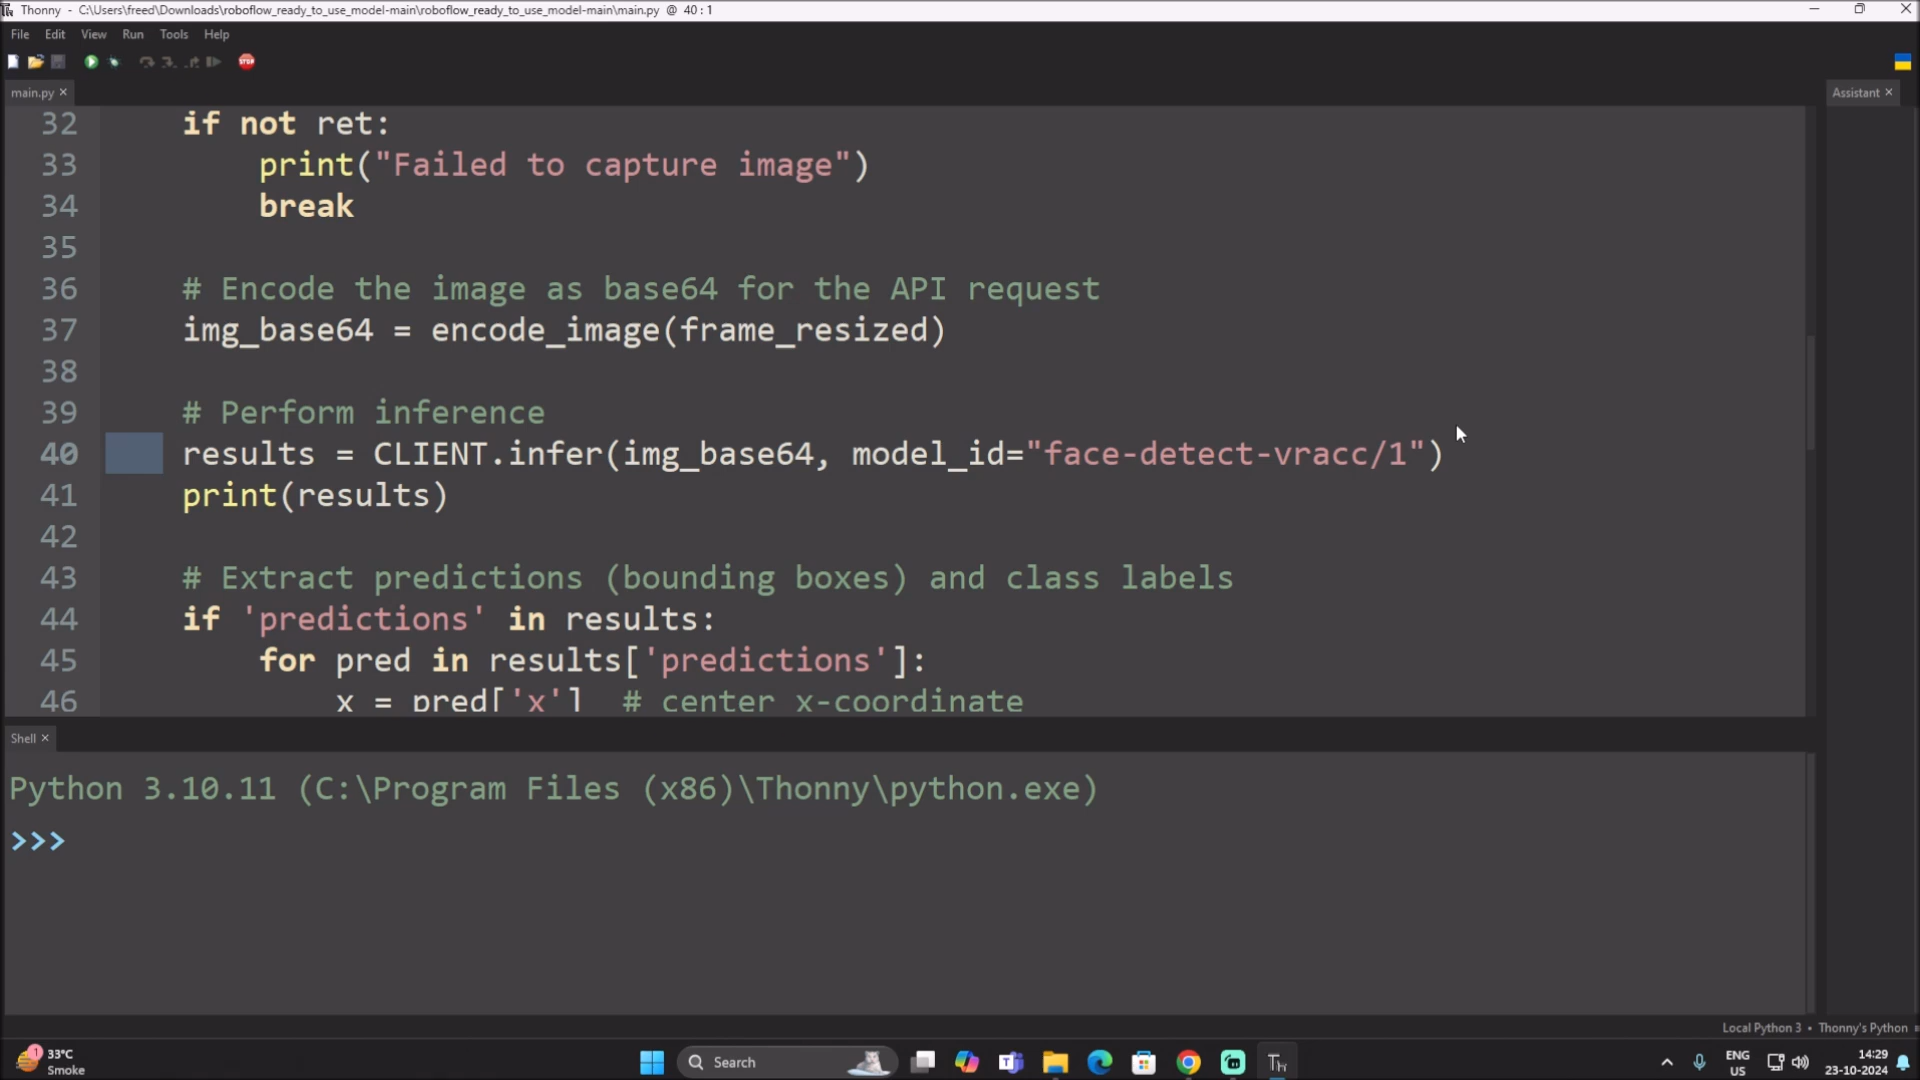 Thonny - C:\Users\freed\Downloads\roboflow_ready_to_use_model-main\roboflow_ready_to_use_model-main\main.py @ 40:1
File Edit View Run Tools Help
STOP
main.py ×
Assistant ×
32 if not ret:
33 print("Failed to capture image")
34 break
35
36 # Encode the image as base64 for the API request
37 img_base64 = encode_image(frame_resized)
38
39 # Perform inference
40 results = CLIENT.infer(img_base64, model_id="face-detect-vracc/1")
41 print(results)
42
43 # Extract predictions (bounding boxes) and class labels
44 if 'predictions' in results:
45 for pred in results['predictions']:
46 x = pred['x'] # center x-coordinate
Shell ×
Python 3.10.11 (C:\Program Files (x86)\Thonny\python.exe)
>>>
Local Python 3 • Thonny's Python
1
33°C
Smoke
Search
Th
ENG
US
14:29
23-10-2024